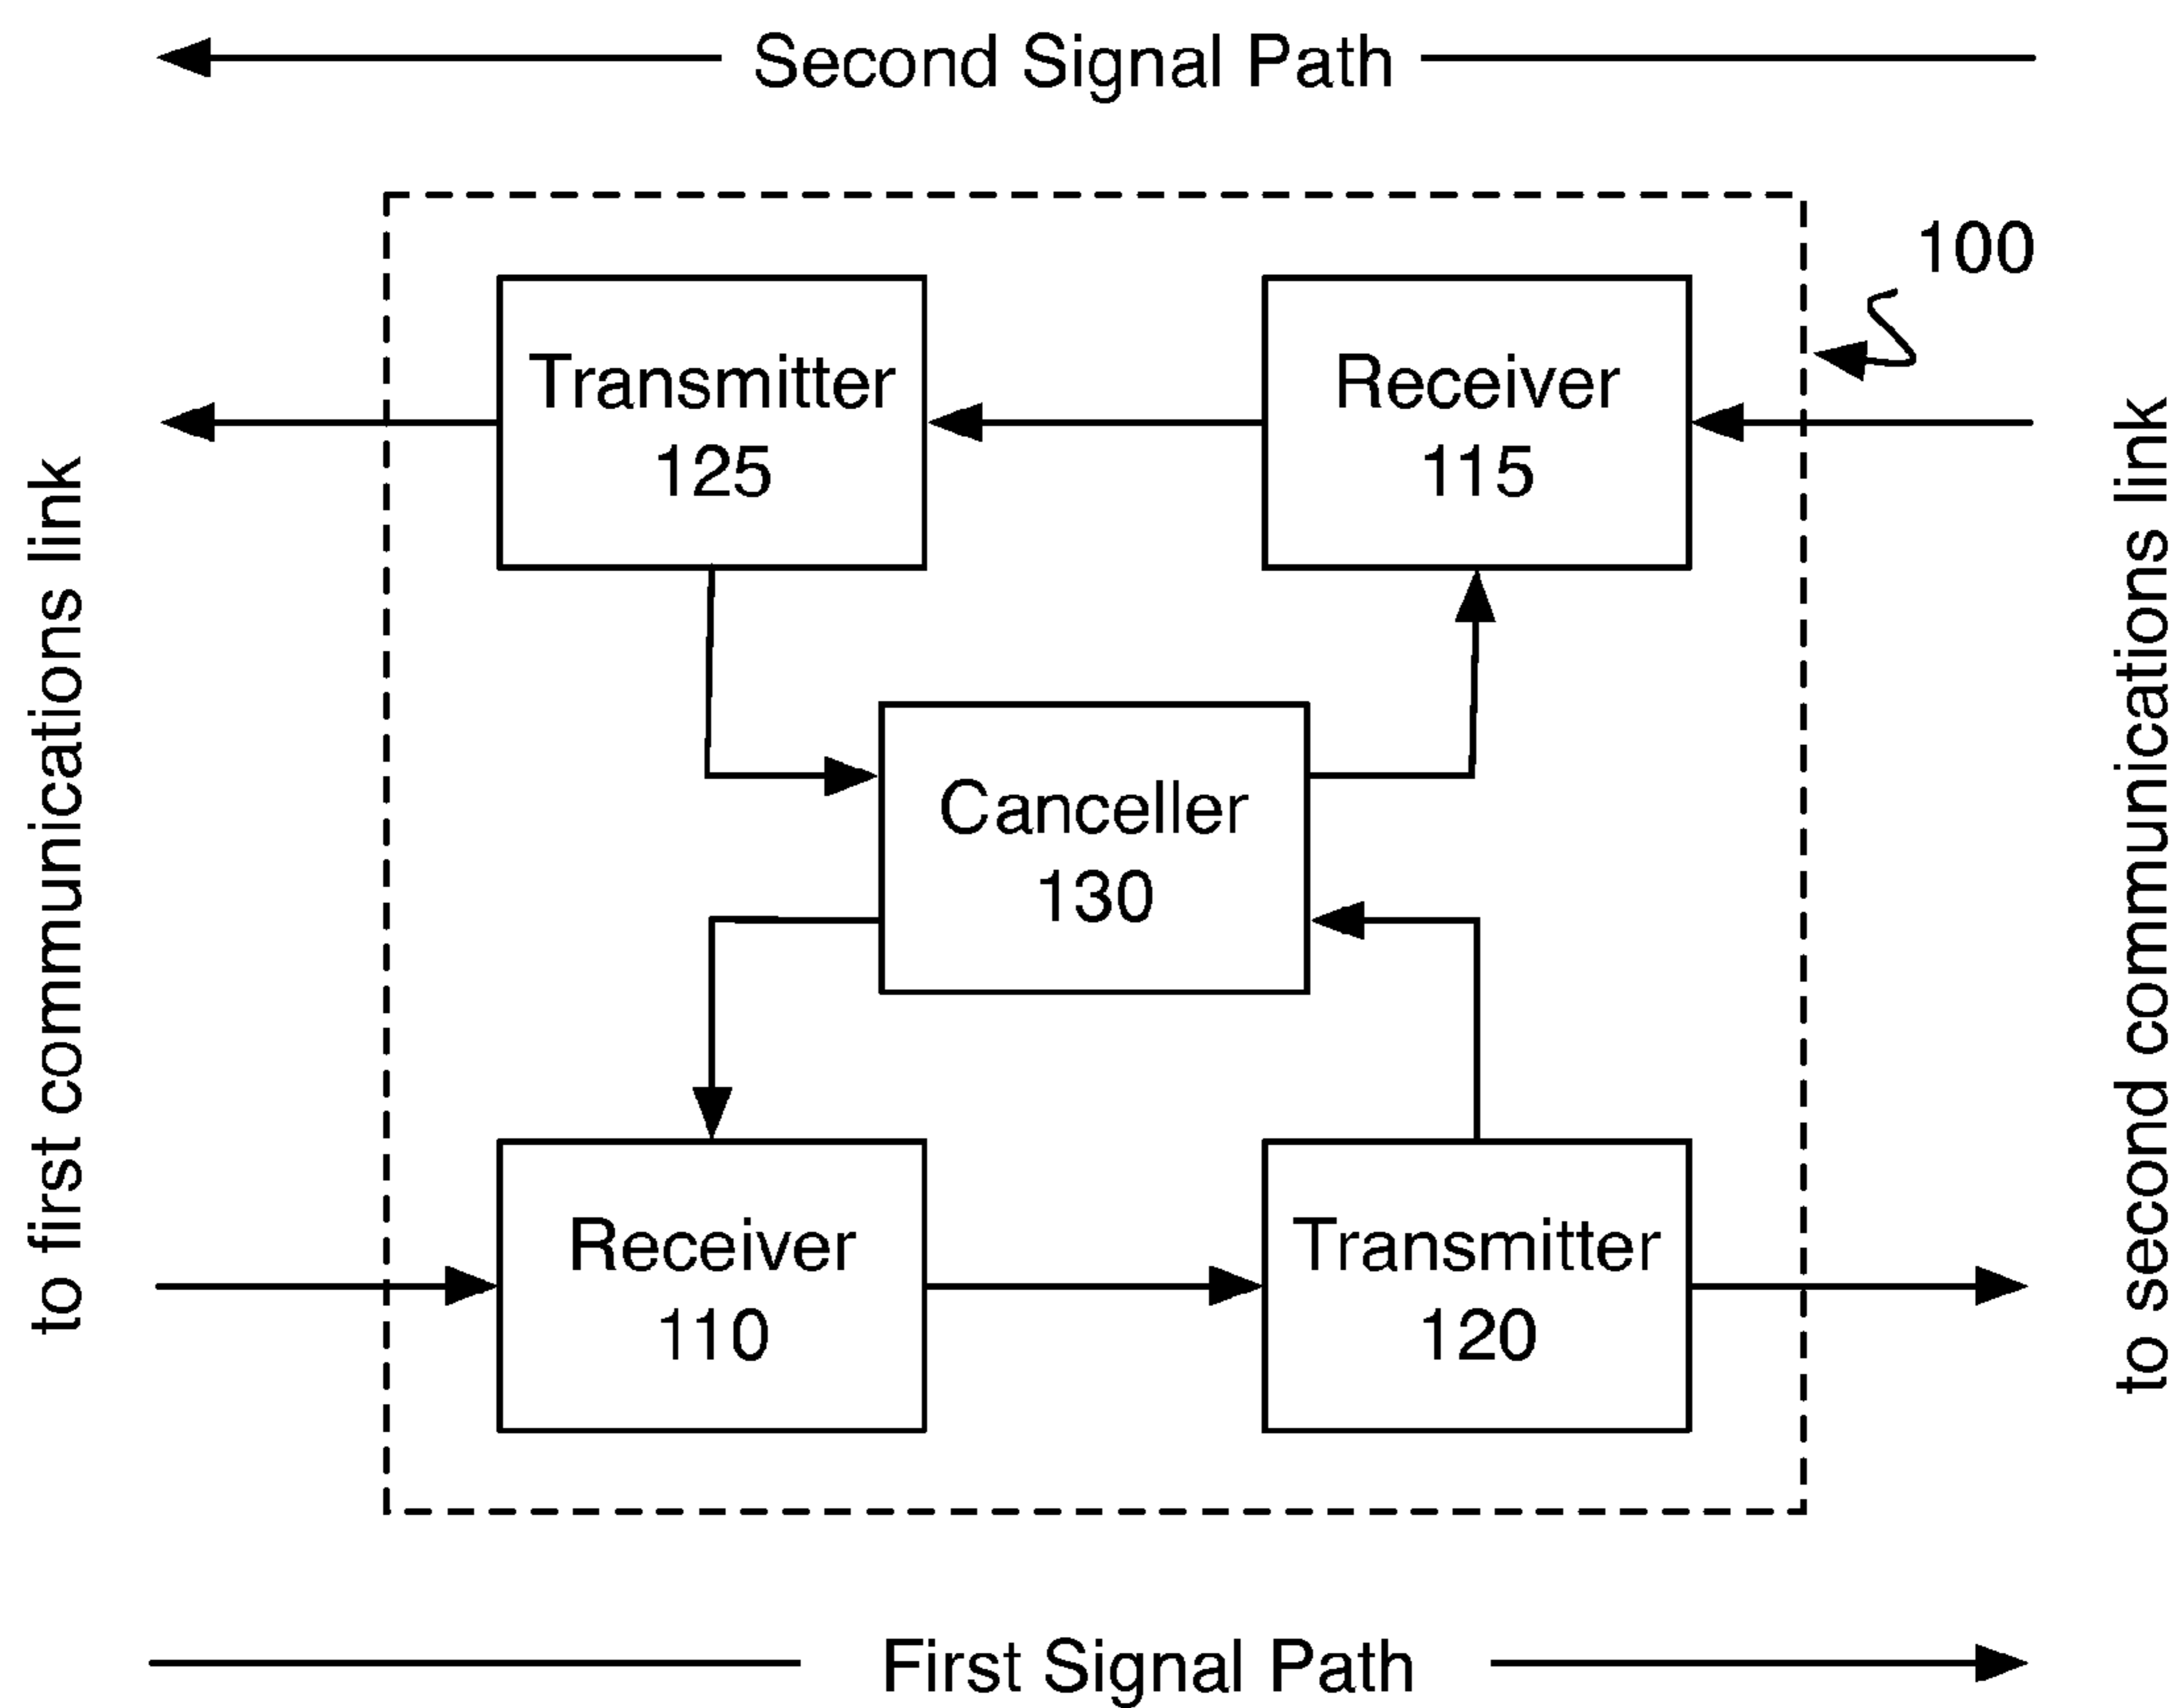 Second Signal Path
100
Transmitter
125
Receiver
115
to first communications link
to second communications link
Canceller
130
Receiver
110
Transmitter
120
First Signal Path